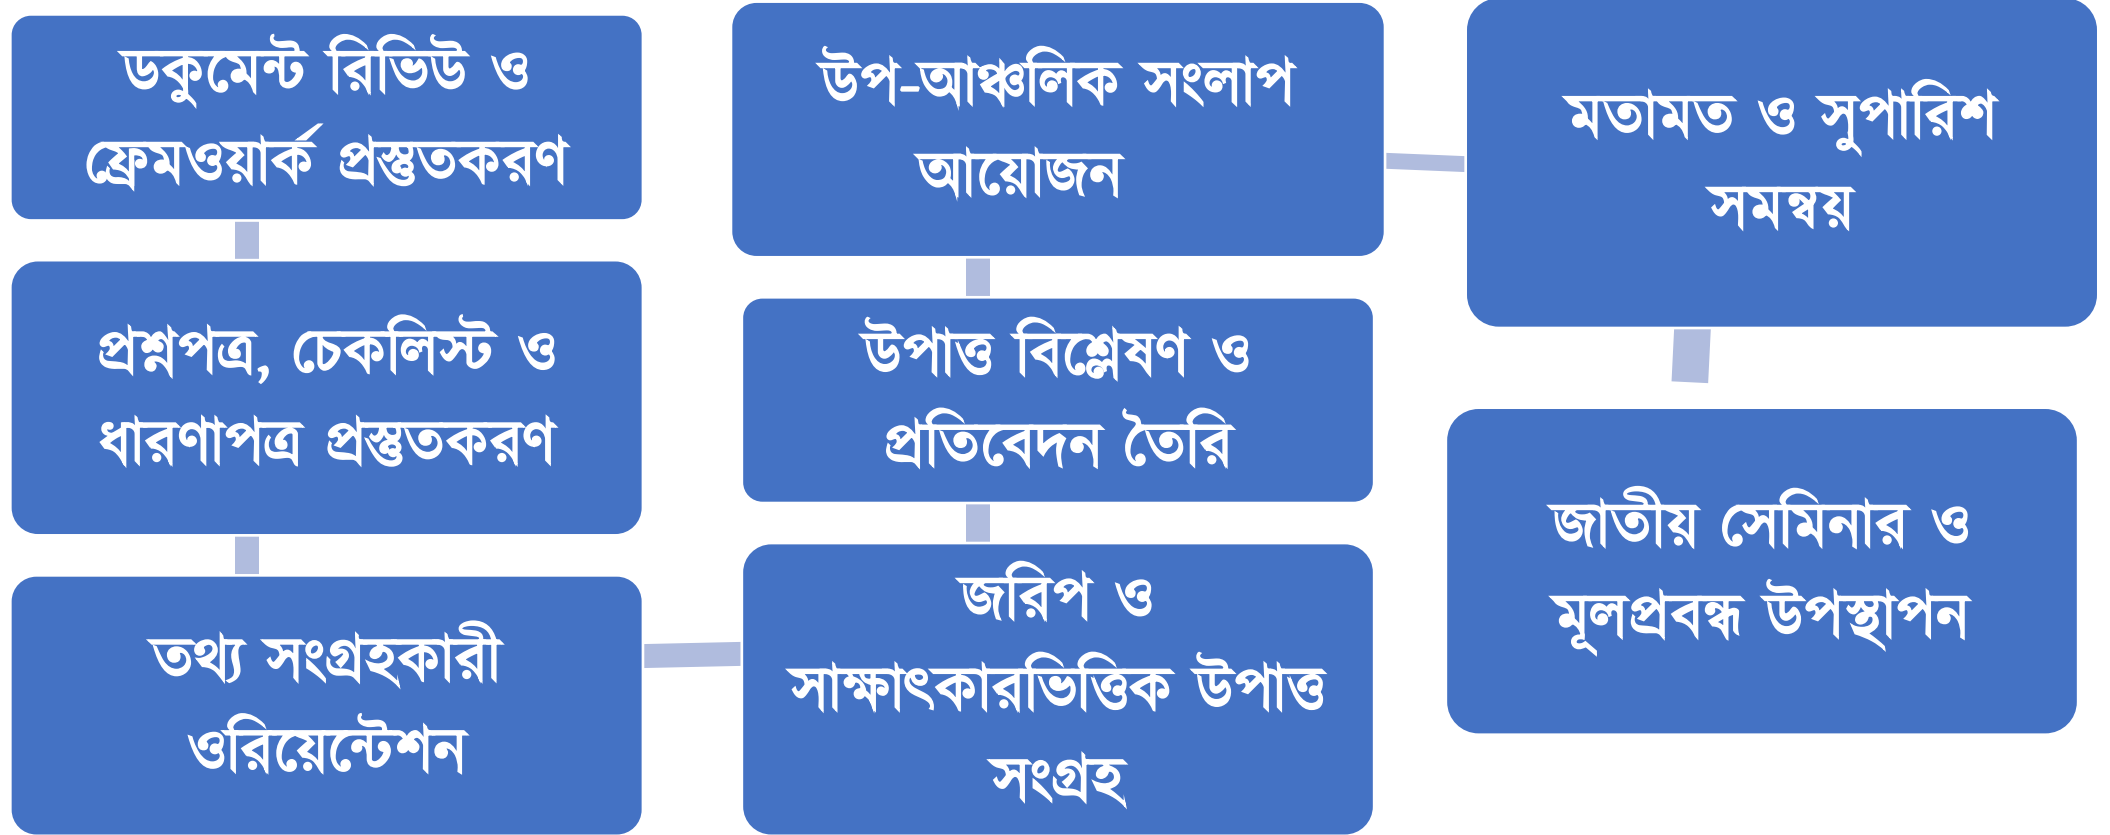 ডকুমেন্ট রিভিউ ও
ফ্রেমওয়ার্ক প্রস্তুতকরণ
প্রশ্নপত্র, চেকলিস্ট ও
ধারণাপত্র প্রস্তুতকরণ
তথ্য সংগ্রহকারী
ওরিয়েন্টেশন
জরিপ ও
সাক্ষাৎকারভিত্তিক উপাত্ত
সংগ্রহ
উপাত্ত বিশ্লেষণ ও
প্রতিবেদন তৈরি
উপ-আঞ্চলিক সংলাপ
আয়োজন
মতামত ও সুপারিশ
সমন্বয়
জাতীয় সেমিনার ও
মূলপ্রবন্ধ উপস্থাপন